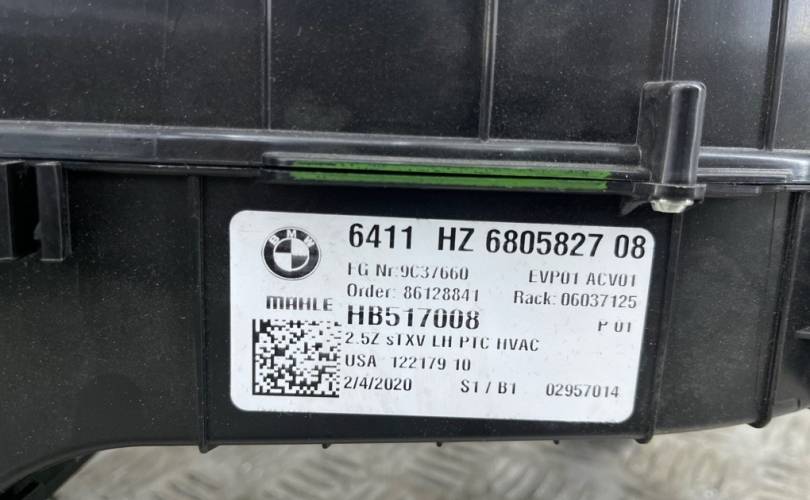 BMW
6411 HZ 6805827 08
FG Nr:9C37660 EVP01 ACV01
Order: 86128841 Rack: 06037125
MAHLE HB517008 P 01
2.5Z sTXV LH PTC HVAC
USA 122179 10
2/4/2020 S1 / B1 02957014